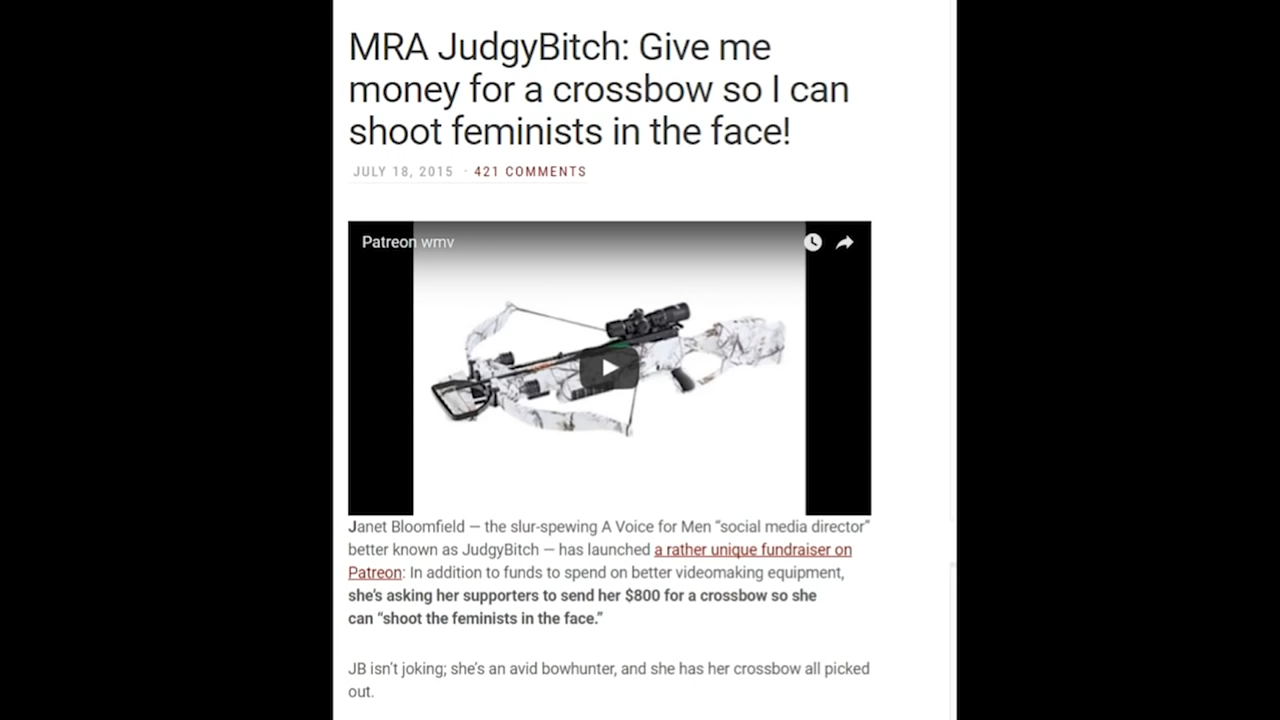 MRA JudgyBitch: Give me
money for a crossbow so I can
shoot feminists in the face!
JULY 18, 2015 · 421 COMMENTS
Patreon wmv
Janet Bloomfield — the slur-spewing A Voice for Men “social media director”
better known as JudgyBitch — has launched a rather unique fundraiser on
Patreon: In addition to funds to spend on better videomaking equipment,
she’s asking her supporters to send her $800 for a crossbow so she
can “shoot the feminists in the face.”
JB isn’t joking; she’s an avid bowhunter, and she has her crossbow all picked
out.